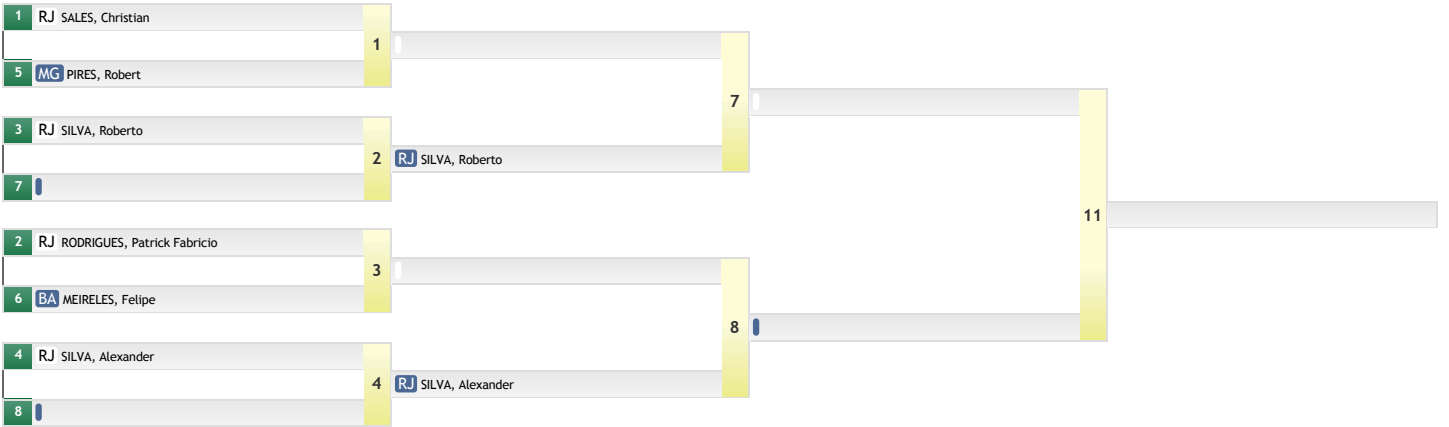 1 RJ SALES, Christian
1
5 MG PIRES, Robert
7
3 RJ SILVA, Roberto
2 RJ SILVA, Roberto
7
11
2 RJ RODRIGUES, Patrick Fabricio
3
6 BA MEIRELES, Felipe
8
4 RJ SILVA, Alexander
4 RJ SILVA, Alexander
8